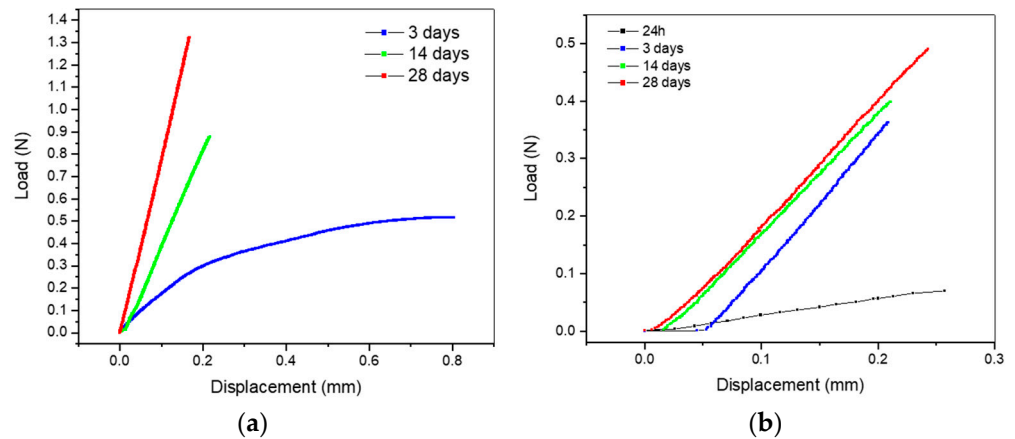 3 days
14 days
28 days
1.4
1.3
1.2
1.1
1.0
0.9
0.8
0.7
0.6
0.5
0.4
0.3
0.2
0.1
0.0
Load (N)
0.0 0.2 0.4 0.6 0.8
Displacement (mm)
(a)
24h
3 days
14 days
28 days
0.5
0.4
0.3
0.2
0.1
0.0
Load (N)
0.0 0.1 0.2 0.3
Displacement (mm)
(b)